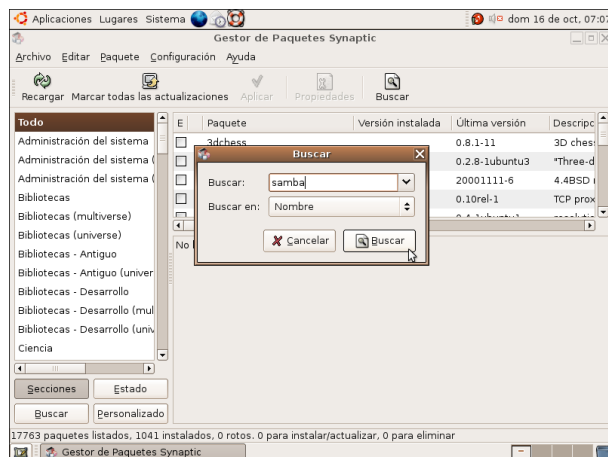 Aplicaciones Lugares Sistema dom 16 de oct, 07:07
Gestor de Paquetes Synaptic
Archivo Editar Paquete Configuración Ayuda
Recargar Marcar todas las actualizaciones Aplicar Propiedades Buscar
Todo
Administración del sistema
Administración del sistema (
Administración del sistema (
Bibliotecas
Bibliotecas (multiverse)
Bibliotecas (universe)
Bibliotecas - Antiguo
Bibliotecas - Antiguo (univer
Bibliotecas - Desarrollo
Bibliotecas - Desarrollo (mul
Bibliotecas - Desarrollo (univ
Ciencia
Secciones Estado
Buscar Personalizado
E Paquete Versión instalada Última versión Descripc
3dchess 0.8.1-11 3D ches
0.2.8-1ubuntu3 "Three-d
20001111-6 4.4BSD
0.10rel-1 TCP prox
No
Buscar
Buscar: samba
Buscar en: Nombre
Cancelar Buscar
17763 paquetes listados, 1041 instalados, 0 rotos. 0 para instalar/actualizar, 0 para eliminar
Gestor de Paquetes Synaptic